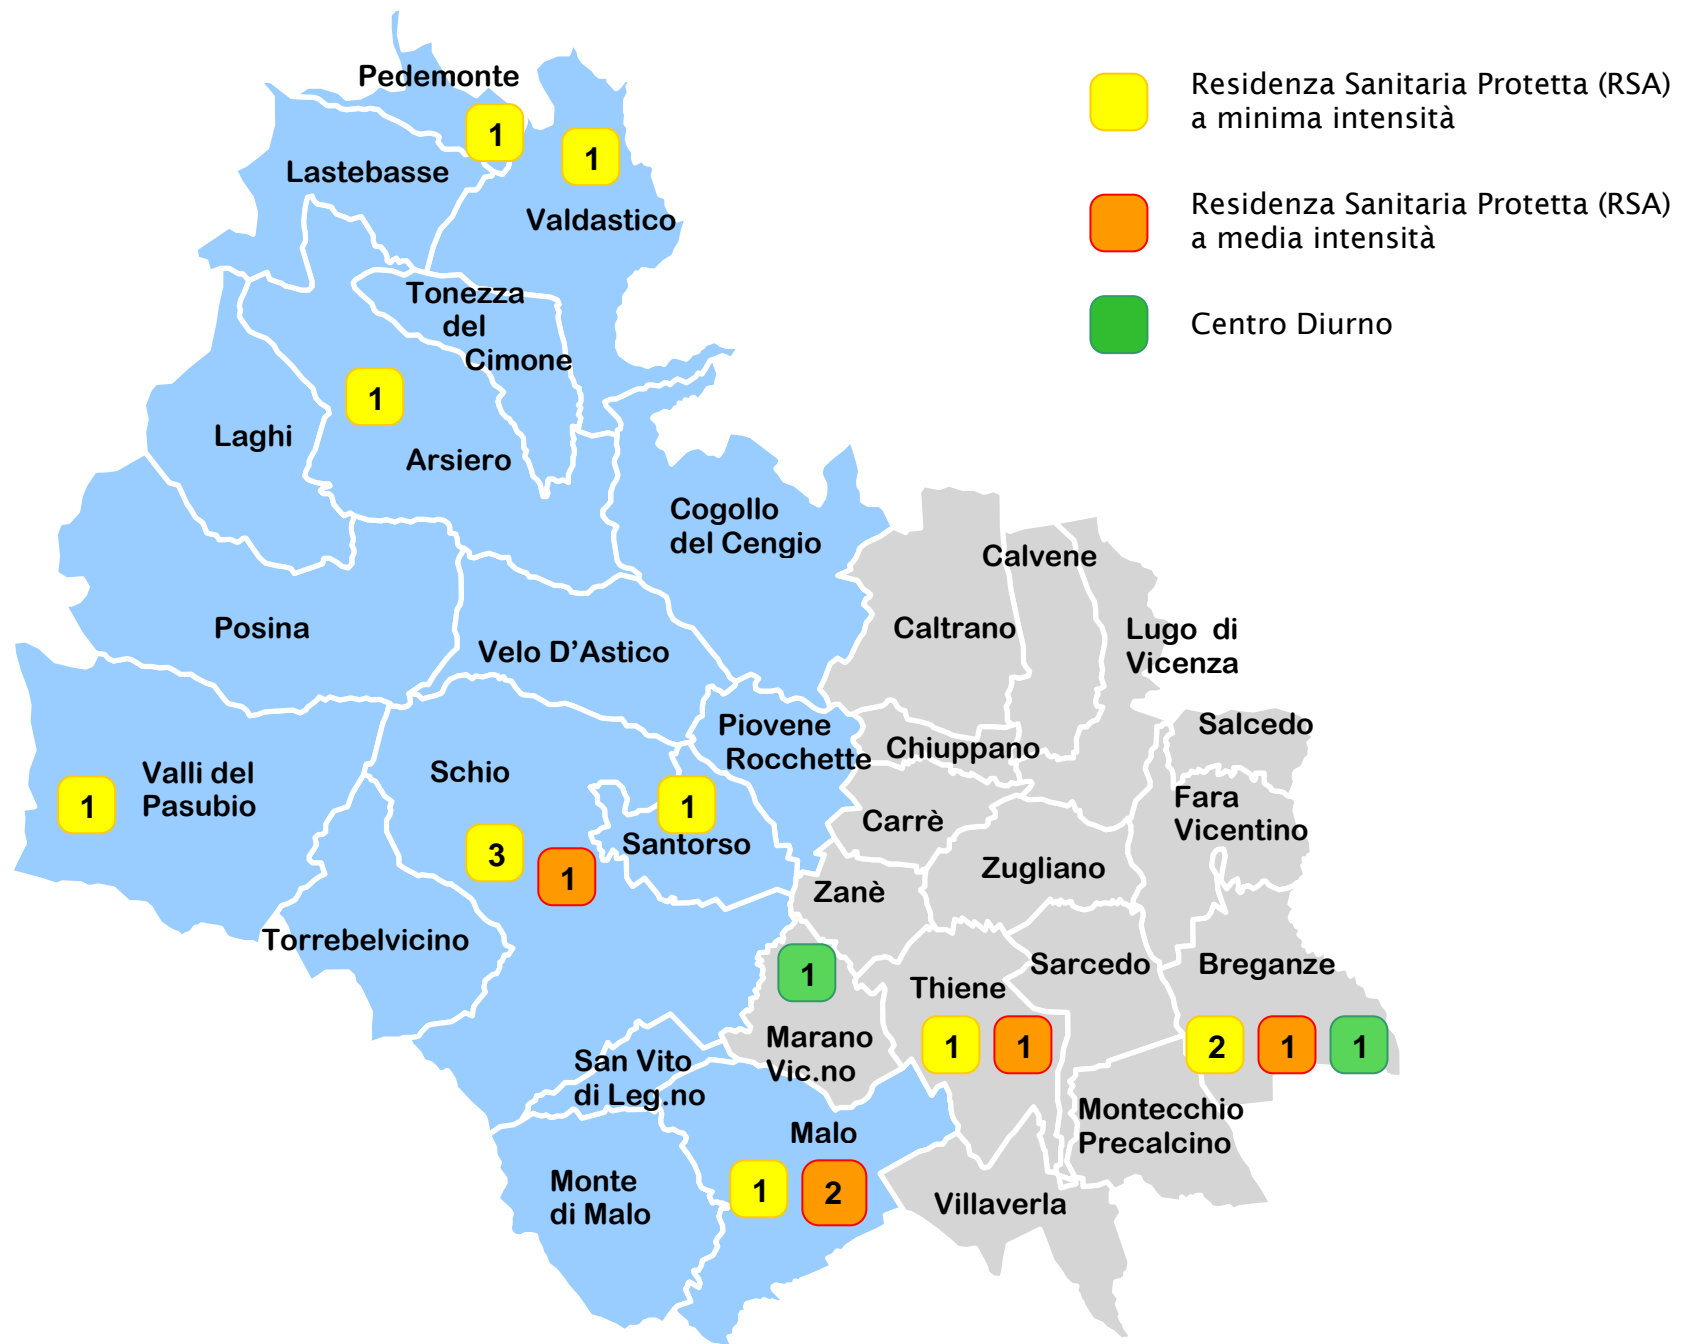 Pedemonte
1
1
Lastebasse
Valdastico
Residenza Sanitaria Protetta (RSA)
a minima intensità
Residenza Sanitaria Protetta (RSA)
a media intensità
Centro Diurno
Tonezza
del
Cimone
1
Laghi
Arsiero
Cogollo
del Cengio
Calvene
Posina
Velo D’Astico
Caltrano
Lugo di
Vicenza
Piovene
Rocchette
Chiuppano
Salcedo
Valli del
Pasubio
1
Schio
3
1
1
Santorso
Carrè
Fara
Vicentino
Zanè
Zugliano
Torrebelvicino
1
Marano
Vic.no
Thiene
1
1
Sarcedo
Breganze
2
1
1
San Vito
di Leg.no
Malo
1
2
Montecchio
Precalcino
Monte
di Malo
Villaverla